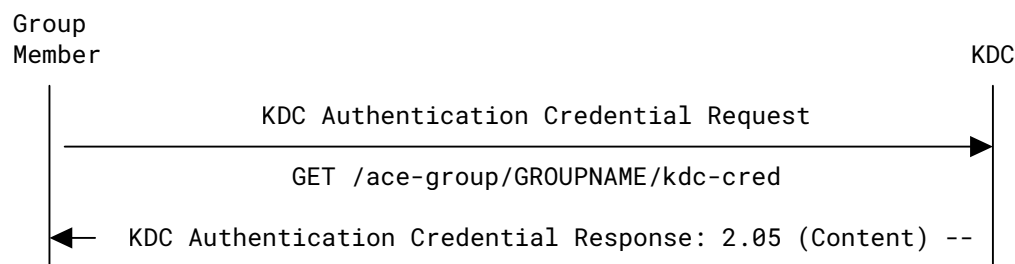 Group
Member KDC
KDC Authentication Credential Request
GET /ace-group/GROUPNAME/kdc-cred
KDC Authentication Credential Response: 2.05 (Content) --